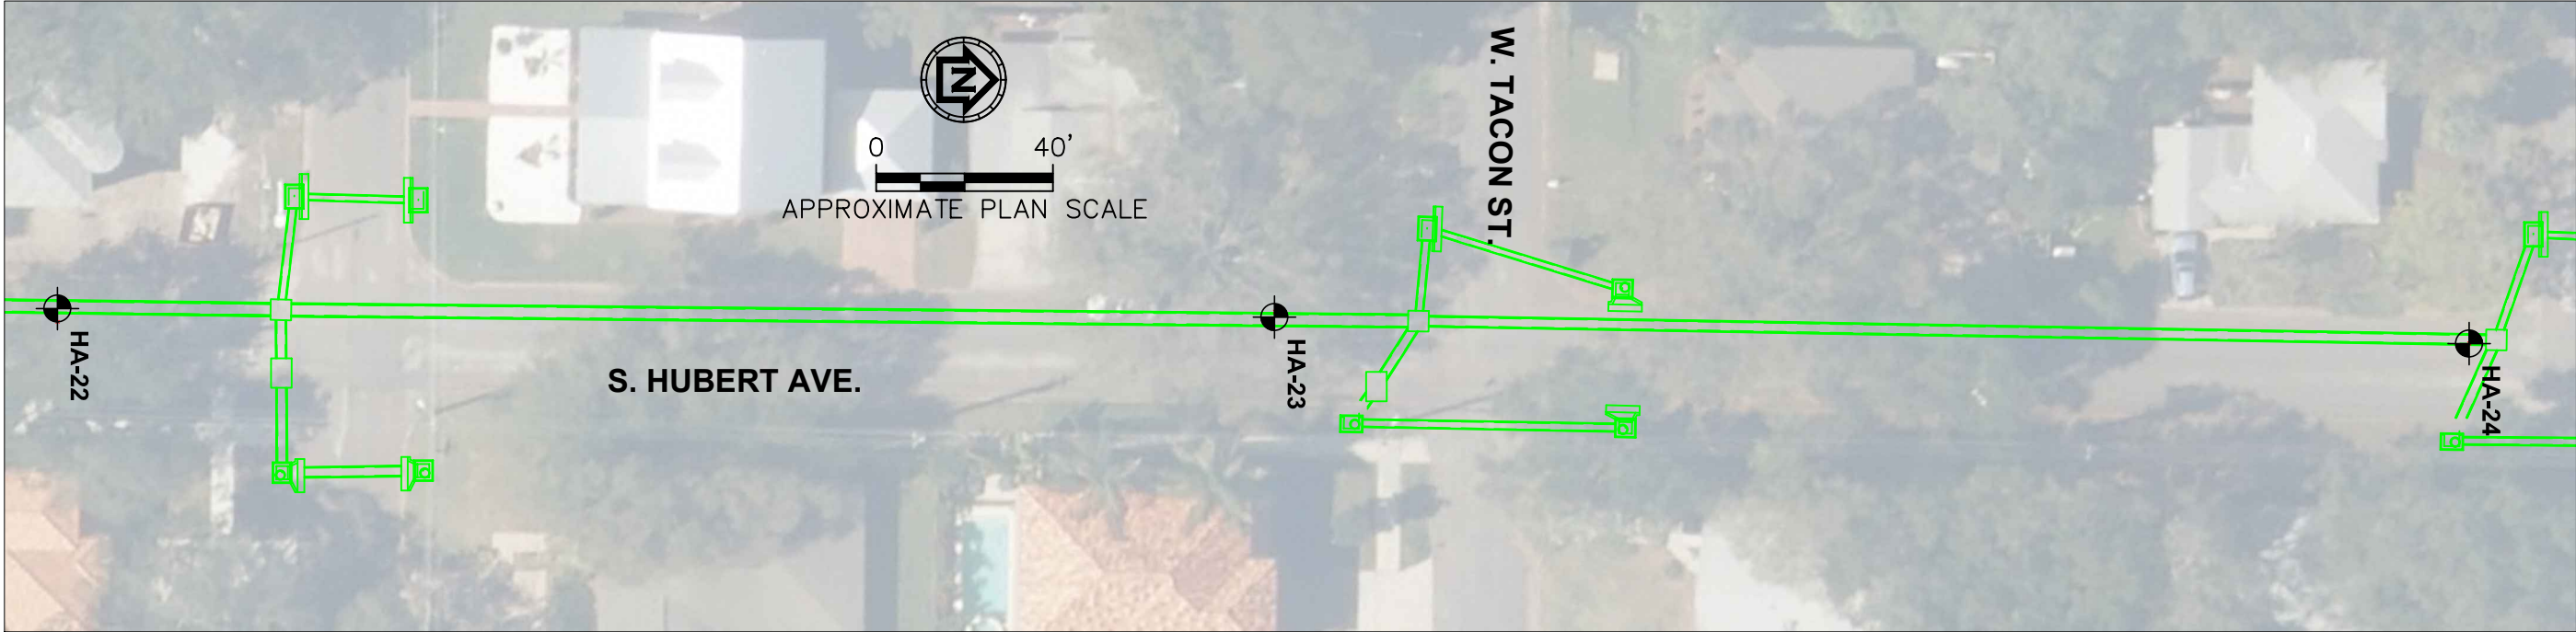 N
0 40'
APPROXIMATE PLAN SCALE
W. TACON ST.
HA-22
S. HUBERT AVE.
HA-23
HA-24